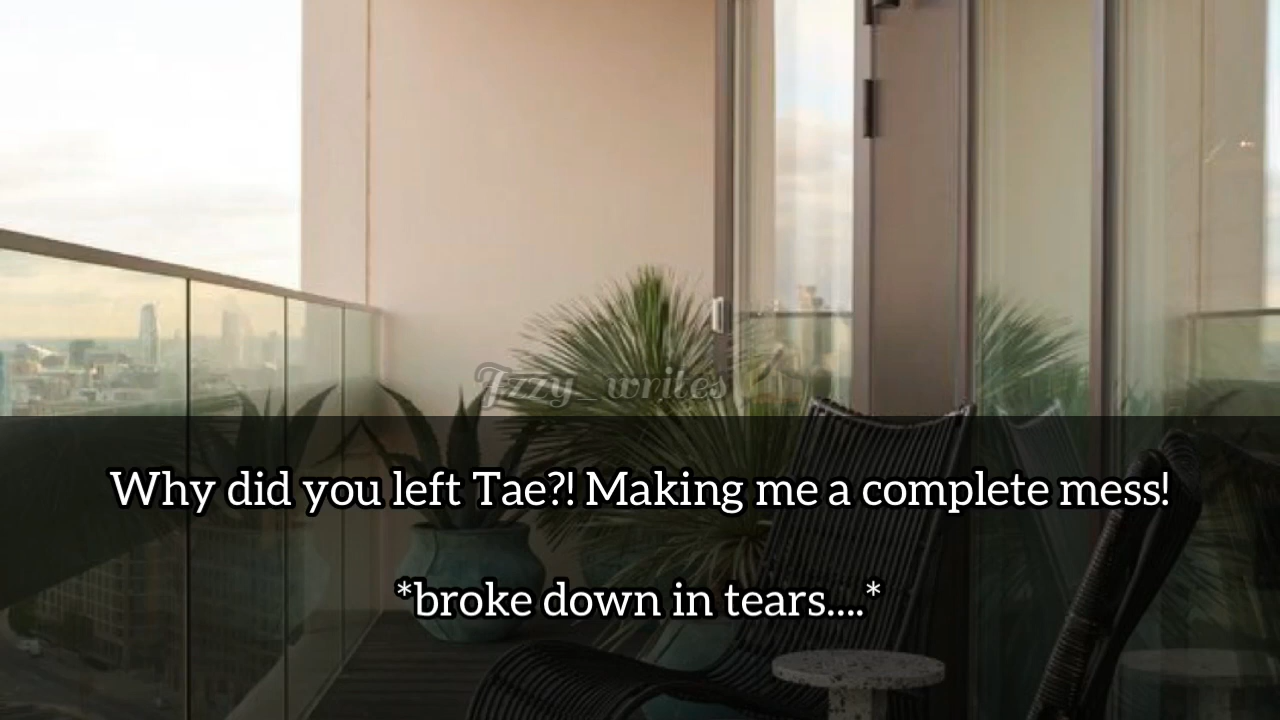 Izzy_writes
Why did you left Tae?! Making me a complete mess!
*broke down in tears....*